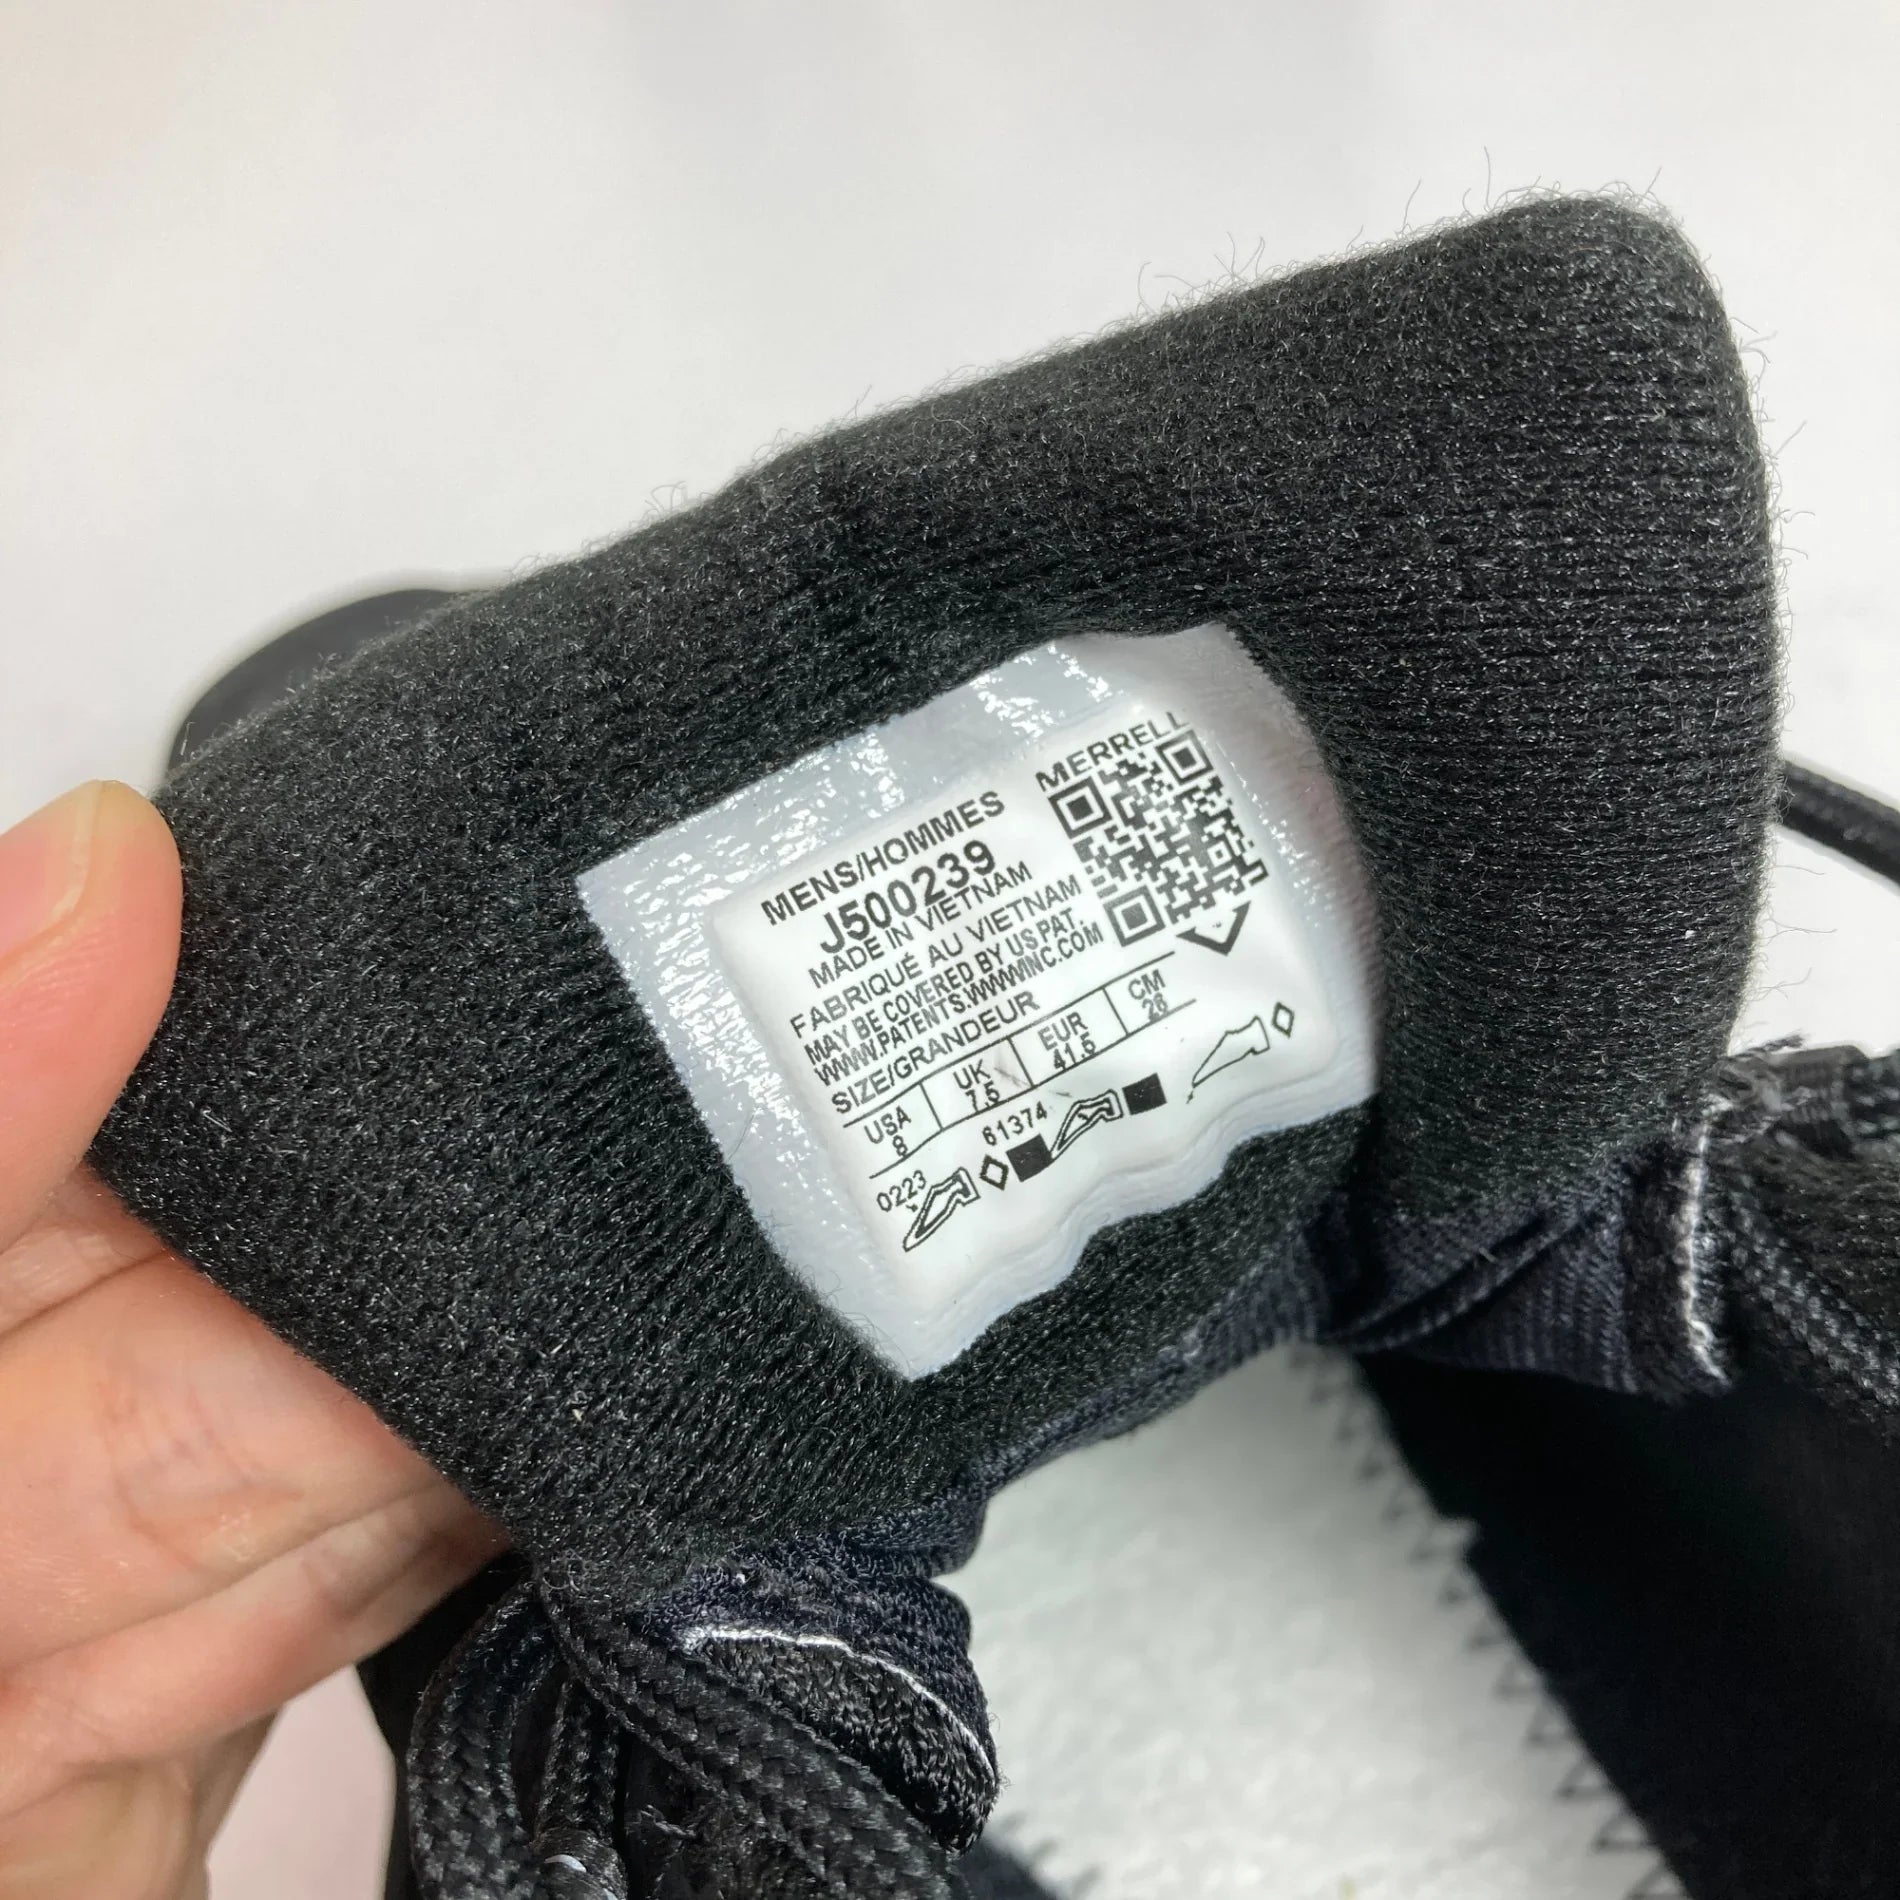 MERRELL
MENS/HOMMES
J500239
MADE IN VIETNAM
FABRIQUÉ AU VIETNAM
MAY BE COVERED BY US PAT.
WWW.PATENTS.WWWINC.COM
SIZE/GRANDEUR
USA UK EUR CM
8 7.5 41.5 26
0223 61374